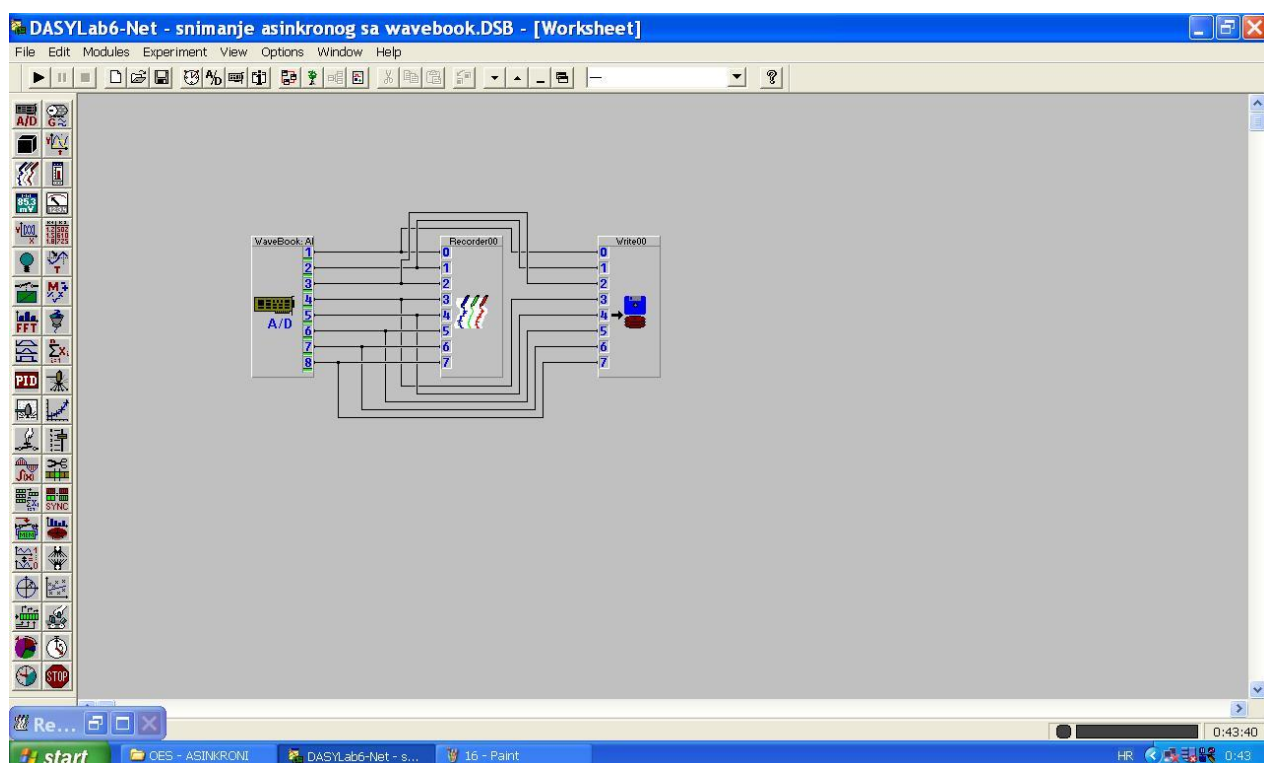 DASYLab6-Net - snimanje asinkronog sa wavebook.DSB - [Worksheet]
File Edit Modules Experiment View Options Window Help
A/D G
85.3 mV
FFT
PID
SYNC
STOP
WaveBook: AI Recorder00 Write00
1 0 0
2 1 1
3 2 2
4 3 3
5 4 4
6 5 5
7 6 6
8 7 7
A/D
Re...
0:43:40
start OES - ASINKRONI DASYLab6-Net - s... 16 - Paint HR 0:43